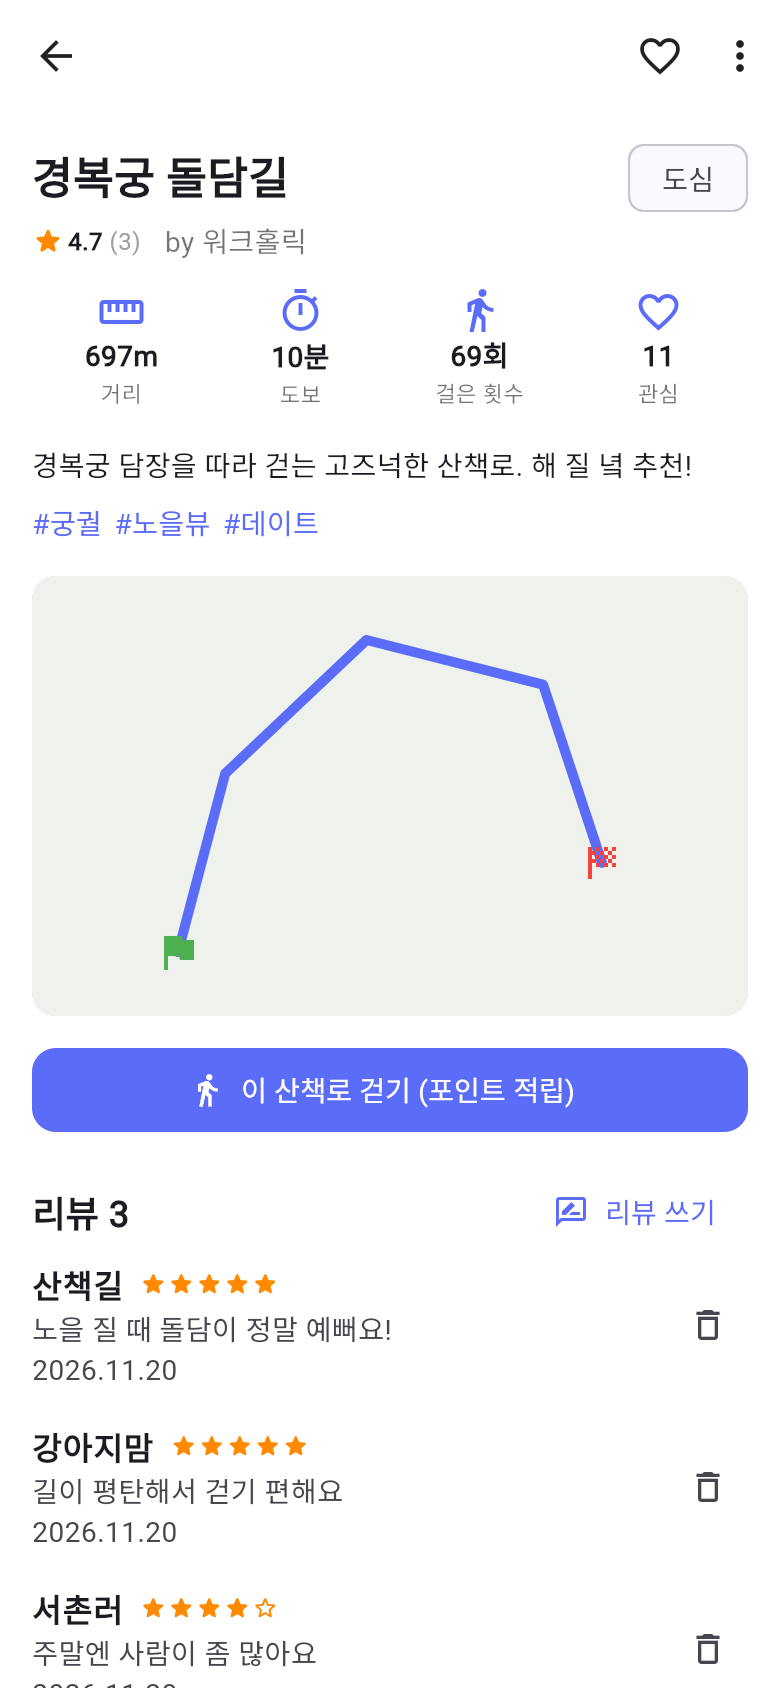 경복궁 돌담길
도심
4.7 (3) by 워크홀릭
697m 10분 69회 11
거리 도보 걸은 횟수 관심
경복궁 담장을 따라 걷는 고즈넉한 산책로. 해 질 녘 추천!
#궁궐 #노을뷰 #데이트
이 산책로 걷기 (포인트 적립)
리뷰 3
리뷰 쓰기
산책길
노을 질 때 돌담이 정말 예뻐요!
2026.11.20
강아지맘
길이 평탄해서 걷기 편해요
2026.11.20
서촌러
주말엔 사람이 좀 많아요